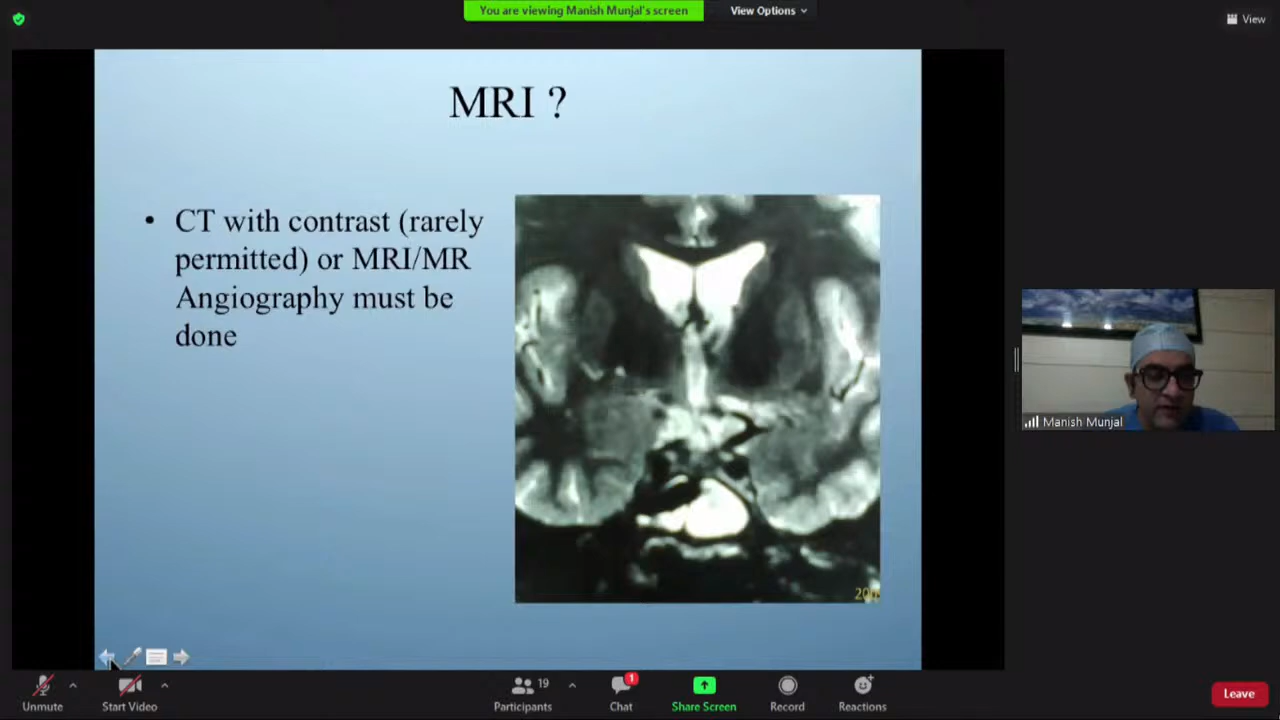 You are viewing Manish Munjal's screen
View Options
View
MRI ?
• CT with contrast (rarely
permitted) or MRI/MR
Angiography must be
done
200
Manish Munjal
Unmute
Start Video
19
Participants
1
Chat
Share Screen
Record
Reactions
Leave